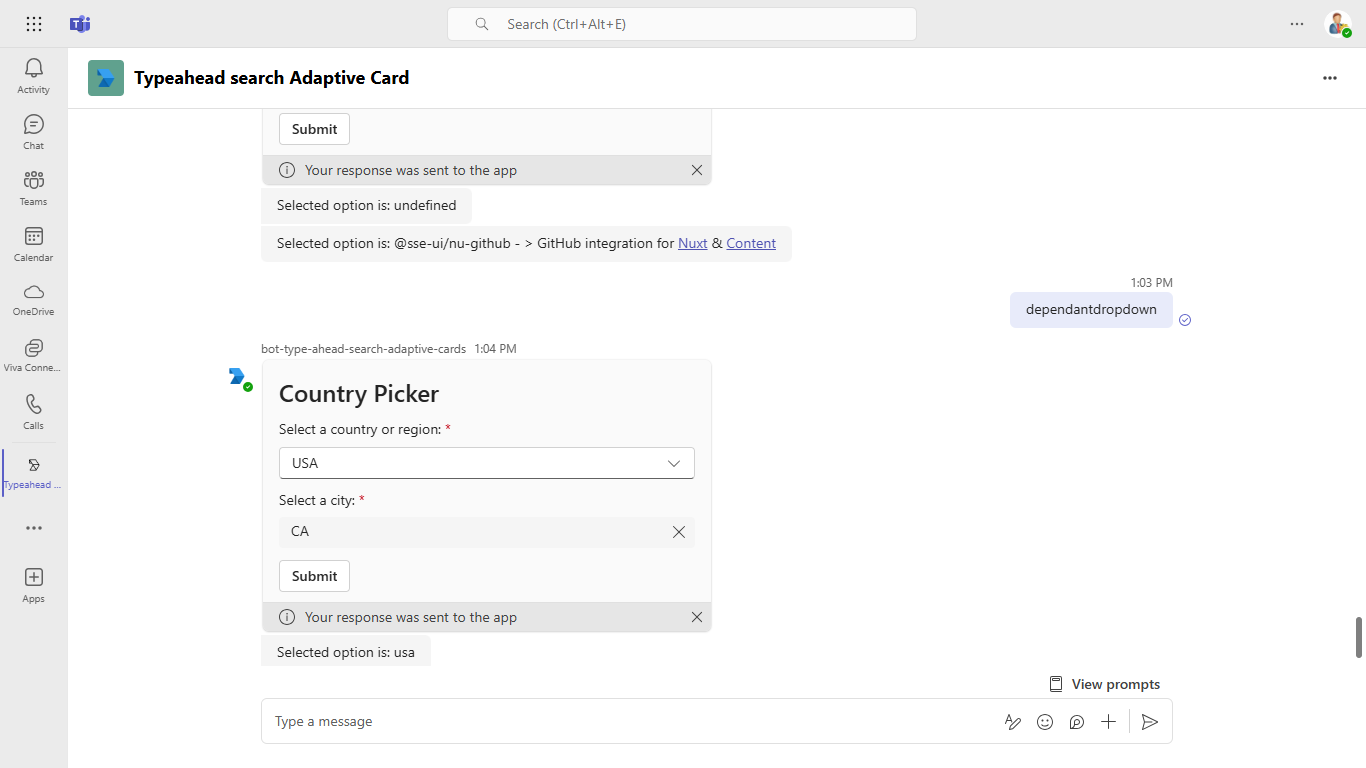 Search (Ctrl+Alt+E)
Activity
Chat
Teams
Calendar
OneDrive
Viva Conne...
Calls
Typeahead ...
Apps
Typeahead search Adaptive Card
Submit
Your response was sent to the app
Selected option is: undefined
Selected option is: @sse-ui/nu-github - > GitHub integration for Nuxt & Content
1:03 PM
dependantdropdown
bot-type-ahead-search-adaptive-cards 1:04 PM
Country Picker
Select a country or region: *
USA
Select a city: *
CA
Submit
Your response was sent to the app
Selected option is: usa
View prompts
Type a message